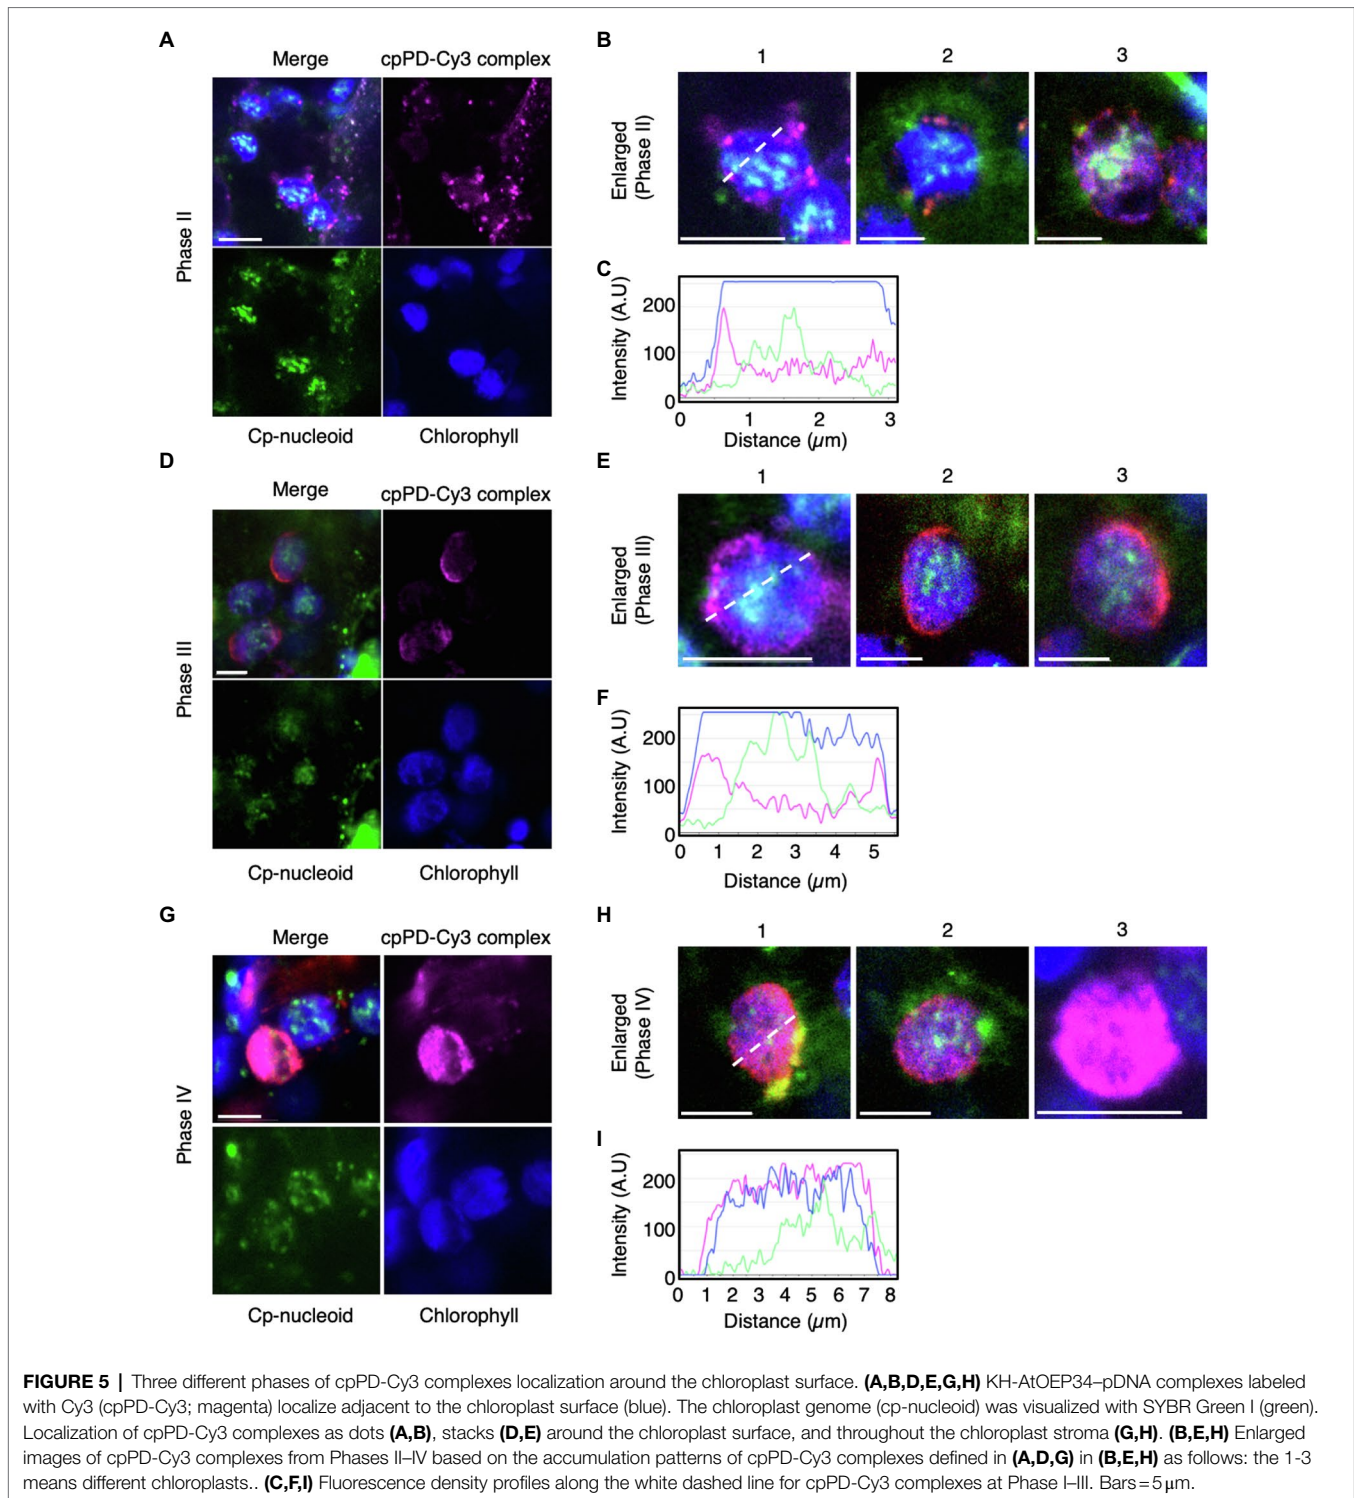 A
Merge
cpPD-Cy3 complex
Phase II
Cp-nucleoid
Chlorophyll
B
1
2
3
Enlarged
(Phase II)
C
Intensity (A.U)
200
100
0
0 1 2 3
Distance (µm)
D
Merge
cpPD-Cy3 complex
Phase III
Cp-nucleoid
Chlorophyll
E
1
2
3
Enlarged
(Phase III)
F
Intensity (A.U)
200
100
0
0 1 2 3 4 5
Distance (µm)
G
Merge
cpPD-Cy3 complex
Phase IV
Cp-nucleoid
Chlorophyll
H
1
2
3
Enlarged
(Phase IV)
I
Intensity (A.U)
200
100
0
0 1 2 3 4 5 6 7 8
Distance (µm)
FIGURE 5 | Three different phases of cpPD-Cy3 complexes localization around the chloroplast surface. (A,B,D,E,G,H) KH-AtOEP34–pDNA complexes labeled
with Cy3 (cpPD-Cy3; magenta) localize adjacent to the chloroplast surface (blue). The chloroplast genome (cp-nucleoid) was visualized with SYBR Green I (green).
Localization of cpPD-Cy3 complexes as dots (A,B), stacks (D,E) around the chloroplast surface, and throughout the chloroplast stroma (G,H). (B,E,H) Enlarged
images of cpPD-Cy3 complexes from Phases II–IV based on the accumulation patterns of cpPD-Cy3 complexes defined in (A,D,G) in (B,E,H) as follows: the 1-3
means different chloroplasts.. (C,F,I) Fluorescence density profiles along the white dashed line for cpPD-Cy3 complexes at Phase I–III. Bars = 5 µm.